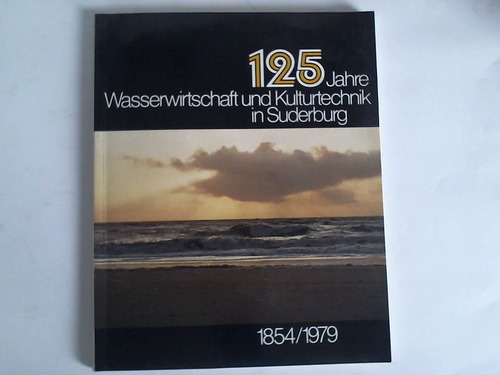 125 Jahre
Wasserwirtschaft und Kulturtechnik
in Suderburg
1854/1979